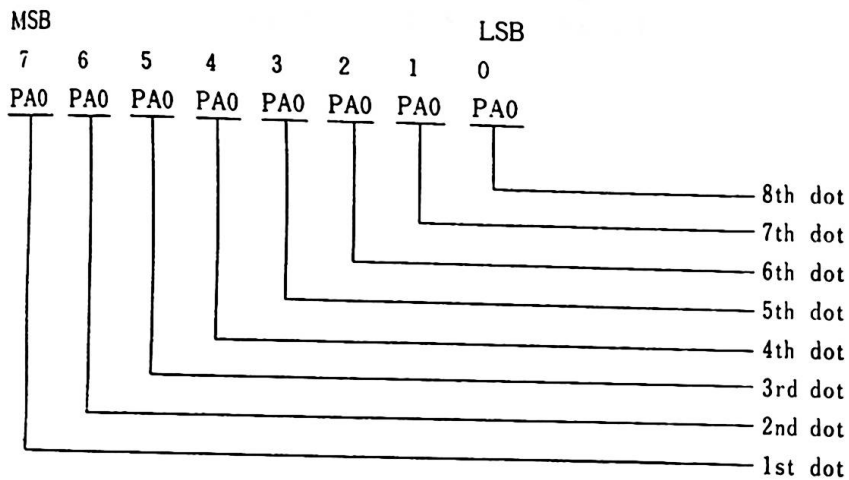 MSB LSB
7 6 5 4 3 2 1 0
PA0 PA0 PA0 PA0 PA0 PA0 PA0 PA0
8th dot
7th dot
6th dot
5th dot
4th dot
3rd dot
2nd dot
1st dot